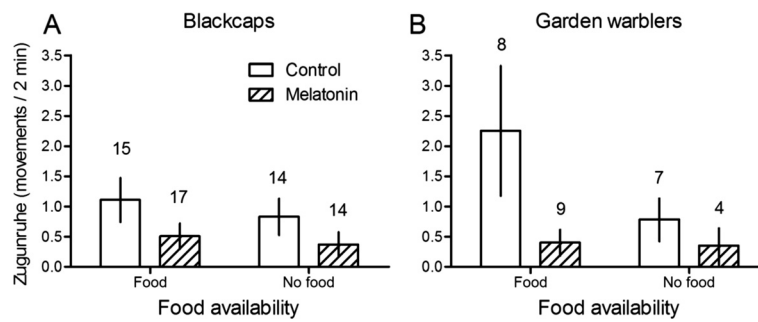 A
Blackcaps
Zugunruhe (movements / 2 min)
3.5
3.0
2.5
2.0
1.5
1.0
0.5
0.0
Control
Melatonin
15
17
14
14
Food
No food
Food availability
B
Garden warblers
3.5
3.0
2.5
2.0
1.5
1.0
0.5
0.0
8
9
7
4
Food
No food
Food availability